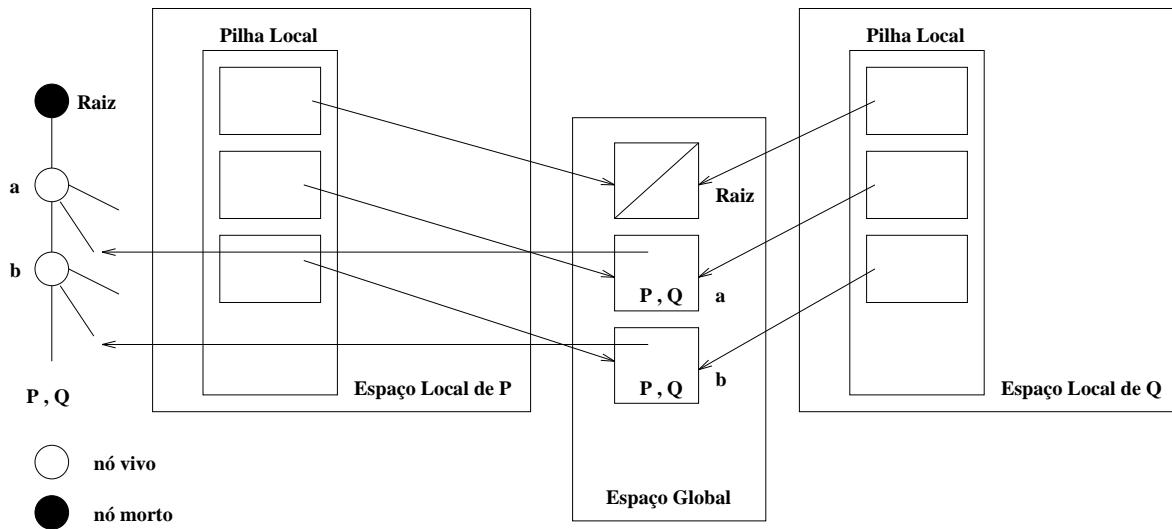 Pilha Local
Pilha Local
Raiz
a
Raiz
b
P , Q
a
P , Q
b
P , Q
Espaço Local de P
Espaço Local de Q
nó vivo
Espaço Global
nó morto